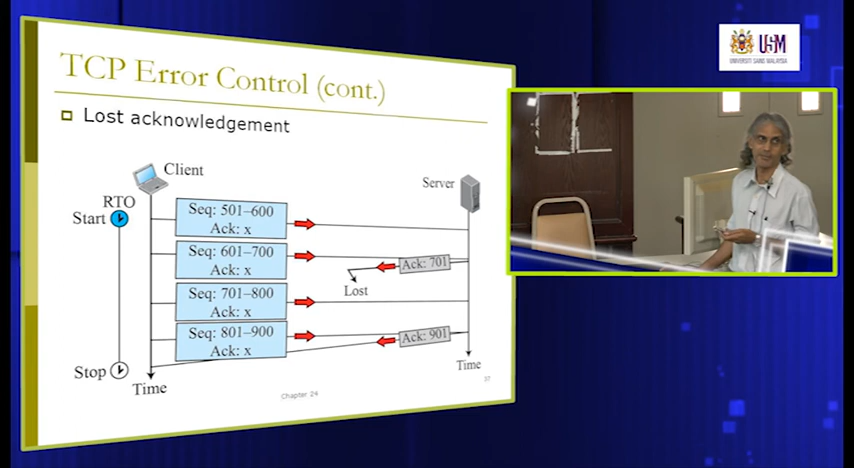 TCP Error Control (cont.)
Lost acknowledgement
Client
Server
RTO
Start
Seq: 501–600
Ack: x
Seq: 601–700
Ack: x
Ack: 701
Lost
Seq: 701–800
Ack: x
Seq: 801–900
Ack: x
Ack: 901
Stop
Time
Time
Chapter 24
37
USM
UNIVERSITI SAINS MALAYSIA